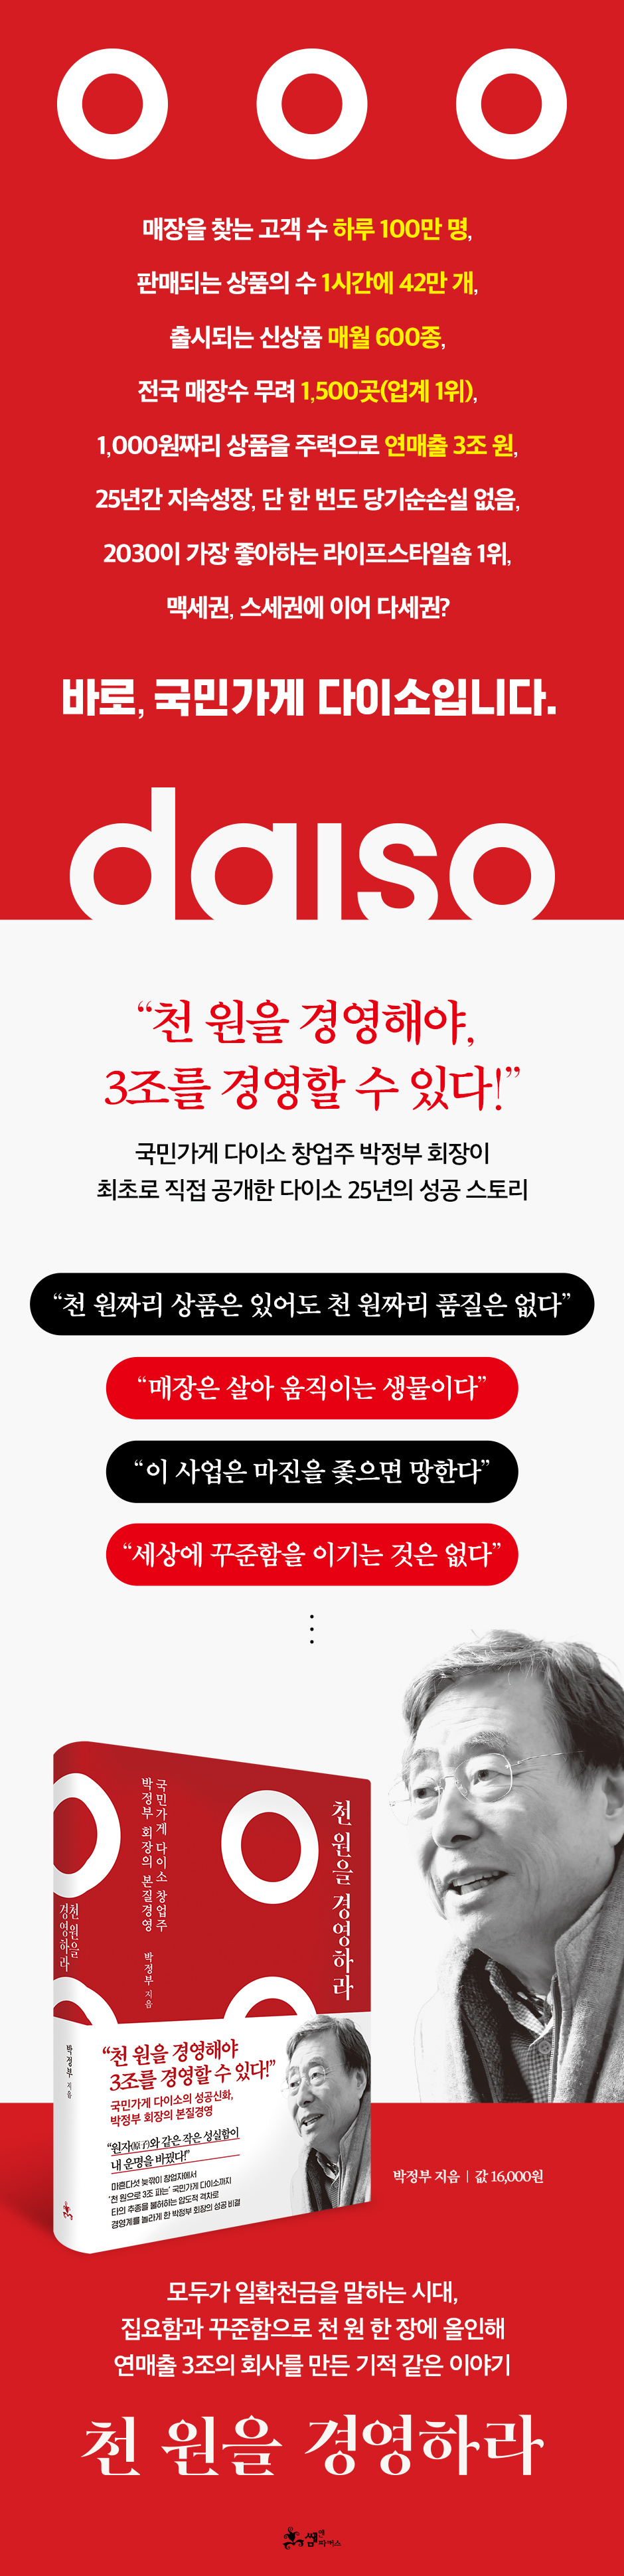 매장을 찾는 고객 수 하루 100만 명,
판매되는 상품의 수 1시간에 42만 개,
출시되는 신상품 매월 600종,
전국 매장수 무려 1,500곳(업계 1위),
1,000원짜리 상품을 주력으로 연매출 3조 원,
25년간 지속성장, 단 한 번도 당기순손실 없음,
2030이 가장 좋아하는 라이프스타일숍 1위,
맥세권, 스세권에 이어 다세권?
바로, 국민가게 다이소입니다.
daiso
“천 원을 경영해야,
3조를 경영할 수 있다!”
국민가게 다이소 창업주 박정부 회장이
최초로 직접 공개한 다이소 25년의 성공 스토리
“천 원짜리 상품은 있어도 천 원짜리 품질은 없다”
“매장은 살아 움직이는 생물이다”
“이 사업은 마진을 좇으면 망한다”
“세상에 꾸준함을 이기는 것은 없다”
천 원을 경영하라
국민가게 다이소 창업주
박정부 회장의 본질경영
박정부 지음
천 원을
경영하라
박정부 지음
“천 원을 경영해야
3조를 경영할 수 있다!”
국민가게 다이소의 성공신화,
박정부 회장의 본질경영
“원자(原子)와 같은 작은 성실함이
내 운명을 바꿨다!”
마흔다섯 늦깎이 창업자에서
‘천 원으로 3조 파는’ 국민가게 다이소까지
타의 추종을 불허하는 압도적 격차로
경영계를 놀라게 한 박정부 회장의 성공 비결
박정부 지음 | 값 16,000원
모두가 일확천금을 말하는 시대,
집요함과 꾸준함으로 천 원 한 장에 올인해
연매출 3조의 회사를 만든 기적 같은 이야기
천 원을 경영하라
쌤앤파커스